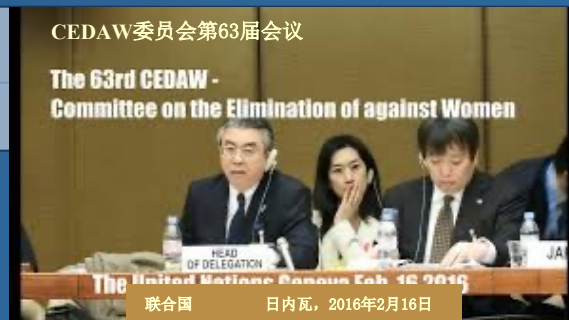 CEDAW委员会第63届会议
The 63rd CEDAW -
Committee on the Elimination of against Women
HEAD
OF DELEGATION
JA
The United Nations Geneva Feb. 16 2016
联合国 日内瓦，2016年2月16日